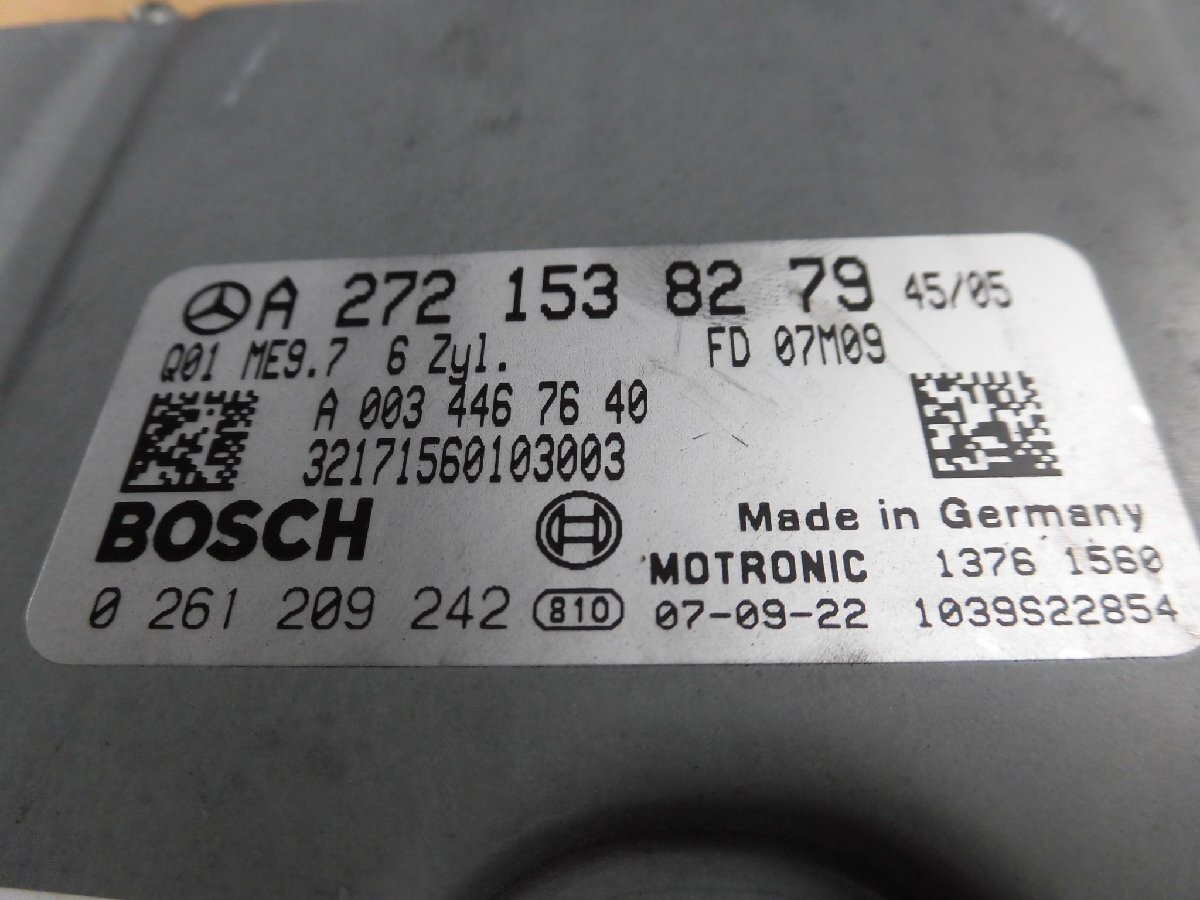 A 272 153 82 79 45/05
Q01 ME9.7 6 Zyl. FD 07M09
A 003 446 76 40
32171560103003
BOSCH Made in Germany
MOTRONIC 1376 1560
0 261 209 242 810 07-09-22 1039S22854